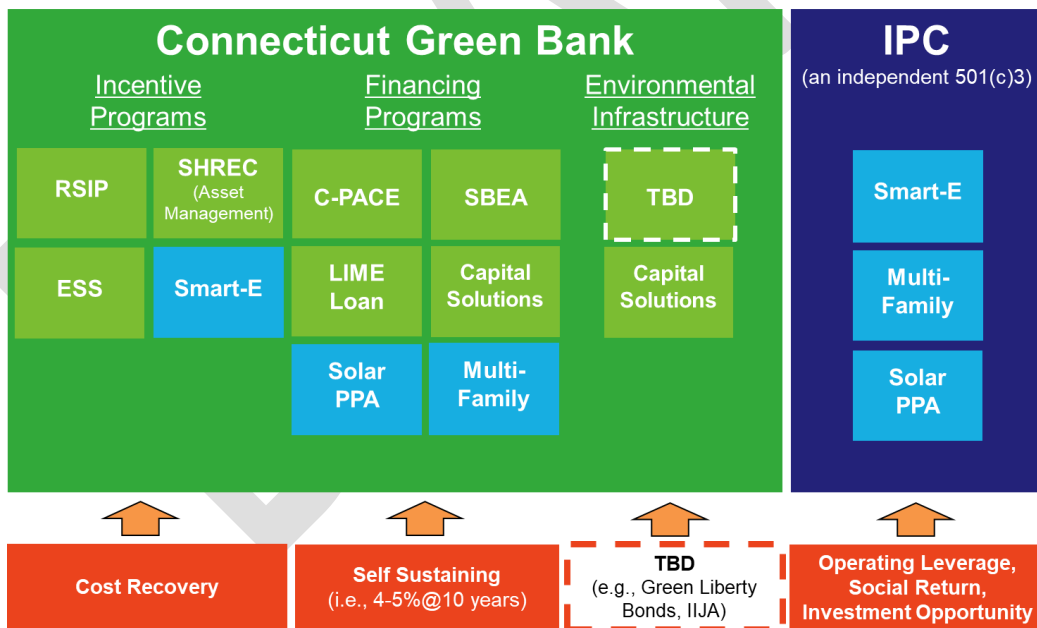 Connecticut Green Bank
IPC
(an independent 501(c)3)
Incentive
Programs
Financing
Programs
Environmental
Infrastructure
RSIP
SHREC
(Asset
Management)
C-PACE
SBEA
TBD
Smart-E
ESS
Smart-E
LIME
Loan
Capital
Solutions
Capital
Solutions
Multi-
Family
Solar
PPA
Multi-
Family
Solar
PPA
Cost Recovery
Self Sustaining
(i.e., 4-5%@10 years)
TBD
(e.g., Green Liberty
Bonds, IIJA)
Operating Leverage,
Social Return,
Investment Opportunity